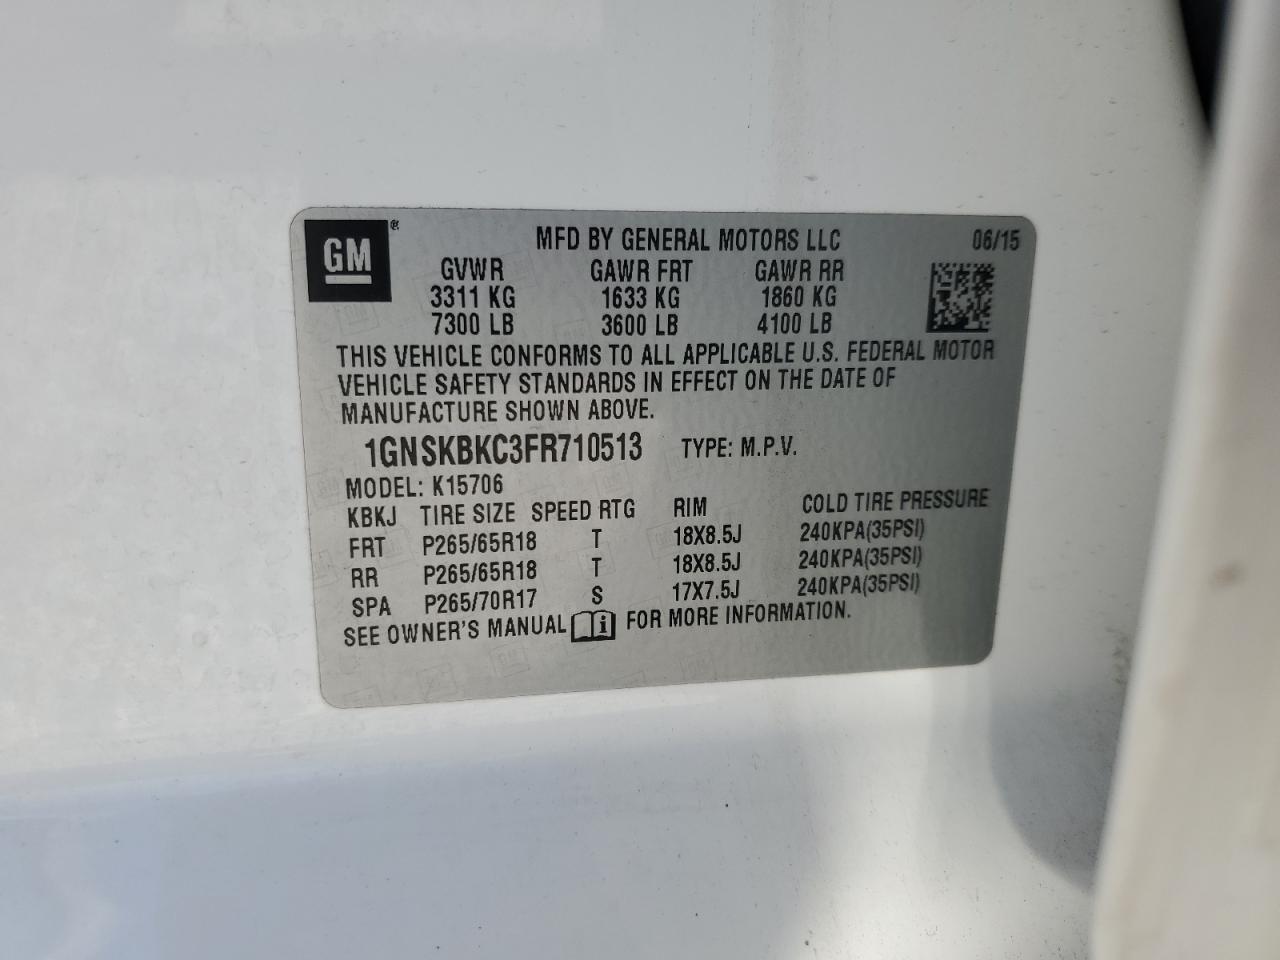 GM ®
MFD BY GENERAL MOTORS LLC 06/15
GVWR GAWR FRT GAWR RR
3311 KG 1633 KG 1860 KG
7300 LB 3600 LB 4100 LB
THIS VEHICLE CONFORMS TO ALL APPLICABLE U.S. FEDERAL MOTOR
VEHICLE SAFETY STANDARDS IN EFFECT ON THE DATE OF
MANUFACTURE SHOWN ABOVE.
1GNSKBKC3FR710513 TYPE: M.P.V.
MODEL: K15706
KBKJ TIRE SIZE SPEED RTG RIM COLD TIRE PRESSURE
FRT P265/65R18 T 18X8.5J 240KPA(35PSI)
RR P265/65R18 T 18X8.5J 240KPA(35PSI)
SPA P265/70R17 S 17X7.5J 240KPA(35PSI)
SEE OWNER'S MANUAL i FOR MORE INFORMATION.